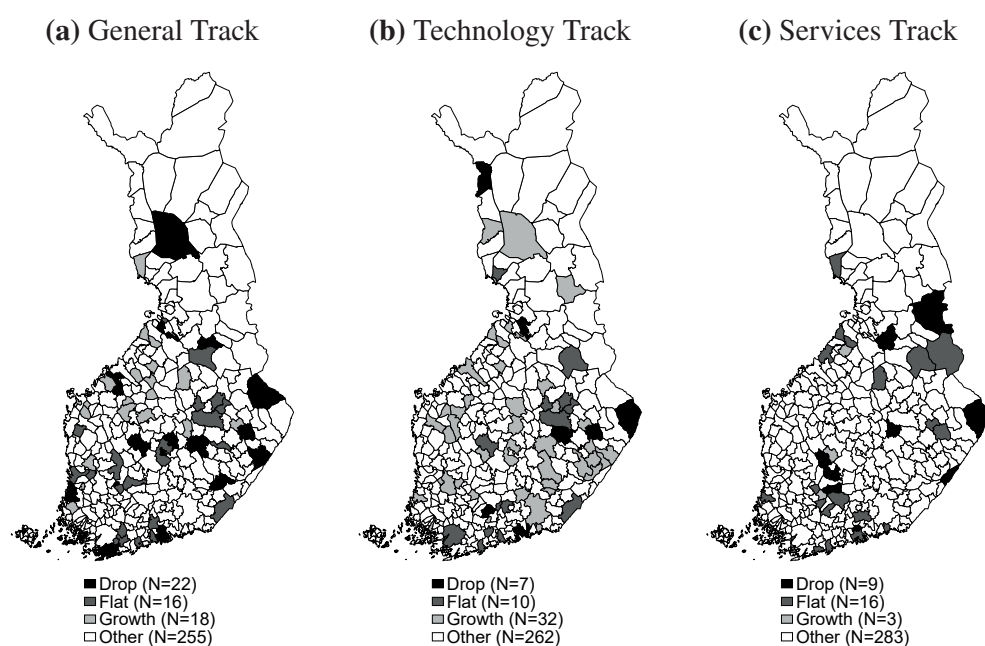 (a) General Track
(b) Technology Track
(c) Services Track
Drop (N=22)
Flat (N=16)
Growth (N=18)
Other (N=255)
Drop (N=7)
Flat (N=10)
Growth (N=32)
Other (N=262)
Drop (N=9)
Flat (N=16)
Growth (N=3)
Other (N=283)